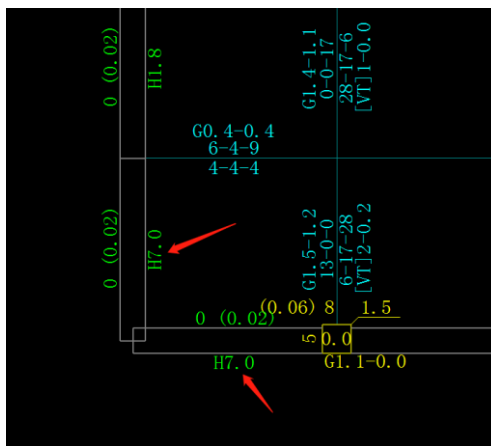 0 (0.02)
H1.8
G1.4-1.1
0-0-17
28-17-6
[VT]1-0.0
G0.4-0.4
6-4-9
4-4-4
0 (0.02)
H7.0
G1.5-1.2
13-0-0
6-17-28
[VT]2-0.2
(0.06) 8
1.5
0 (0.02)
5
0.0
H7.0
G1.1-0.0